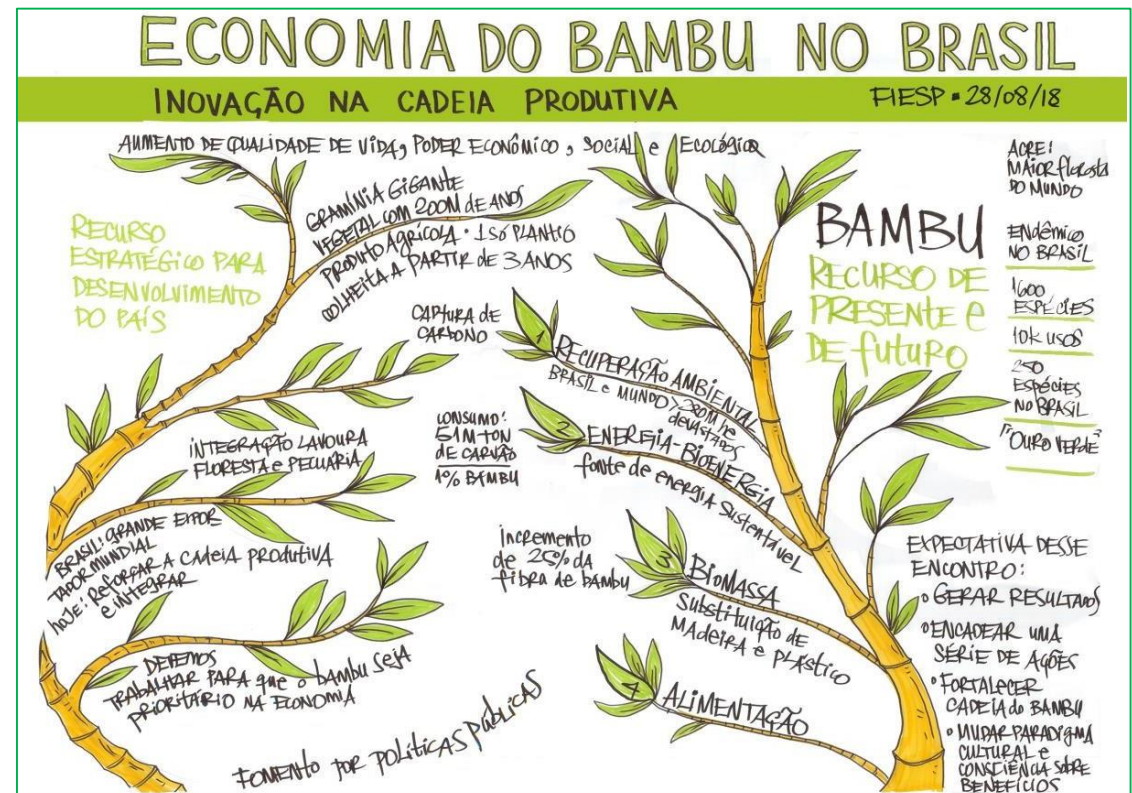 ECONOMIA DO BAMBU NO BRASIL
INOVAÇÃO NA CADEIA PRODUTIVA
FIESP • 28/08/18
AUMENTO DE QUALIDADE DE VIDA, PODER ECONÔMICO, SOCIAL e ECOLÓGICO
RECURSO
ESTRATÉGICO PARA
DESENVOLVIMENTO
DO PAÍS
GRAMÍNIA GIGANTE
VEGETAL COM 200M DE ANOS
PRODUTO AGRÍCOLA • 1 SÓ PLANTIO
COLHEITA A PARTIR de 3 ANOS
INTEGRAÇÃO LAVOURA
FLORESTA e PECUÁRIA
BRASIL: GRANDE EXPOR
TADOR MUNDIAL
HOJE: REFORÇAR A CADEIA PRODUTIVA
e INTEGRAR
DEVEMOS
TRABALHAR PARA que o bambu SEJA
PRIORITÁRIO NA ECONOMIA
FOMENTO POR POLÍTICAS PÚBLICAS
CAPTURA de
CARBONO
1
RECUPERAÇÃO AMBIENTAL
BRASIL e MUNDO > 280M he
devastados
CONSUMO:
61M-TON
DE CARVÃO
1% BAMBU
2
ENERGIA-BIOENERGIA
fonte de energia sustentável
Incremento
de 25% da
fibra de bambu
3
BIOMASSA
Substituição de
MADEIRA e PLÁSTICO
4
ALIMENTAÇÃO
BAMBU
RECURSO DE
PRESENTE e
DE FUTURO
ACRE:
MAIOR floresta
DO MUNDO
ENDÊMICO
NO BRASIL
1600
ESPÉCIES
10k USOS
250
ESPÉCIES
NO BRASIL
"OURO VERDE"
EXPECTATIVA DESSE
ENCONTRO:
• GERAR RESULTADOS
• ENCADEAR UMA
SÉRIE DE AÇÕES
• FORTALECER
CADEIA do BAMBU
• MUDAR PARADIGMA
CULTURAL e
CONSCIÊNCIA SOBRE
BENEFÍCIOS